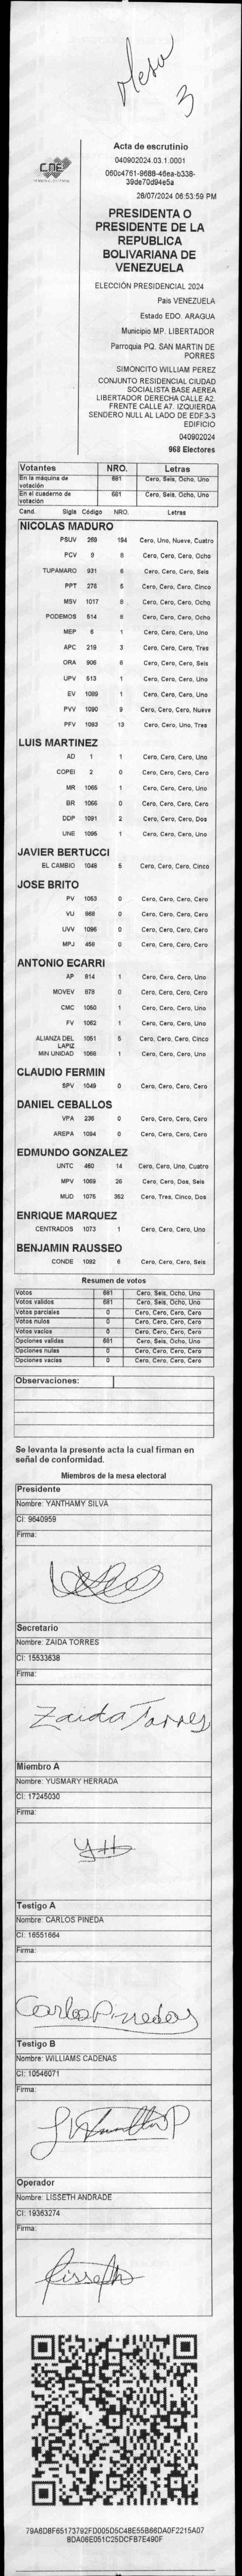 Mesa
3
CNE
Acta de escrutinio
040902024.03.1.0001
060c4761-9688-46ea-b338-
39de70d94e5a
28/07/2024 06:53:59 PM
PRESIDENTA O
PRESIDENTE DE LA
REPUBLICA
BOLIVARIANA DE
VENEZUELA
ELECCIÓN PRESIDENCIAL 2024
País VENEZUELA
Estado EDO. ARAGUA
Municipio MP. LIBERTADOR
Parroquia PQ. SAN MARTIN DE
PORRES
SIMONCITO WILLIAM PEREZ
CONJUNTO RESIDENCIAL CIUDAD
SOCIALISTA BASE AEREA
LIBERTADOR DERECHA CALLE A2.
FRENTE CALLE A7. IZQUIERDA
SENDERO NULL AL LADO DE EDF.3-3
EDIFICIO
040902024
968 Electores
Votantes NRO. Letras
En la máquina de votación 681 Cero, Seis, Ocho, Uno
En el cuaderno de votación 681 Cero, Seis, Ocho, Uno
Cand. Sigla Código NRO. Letras
NICOLAS MADURO
PSUV 269 194 Cero, Uno, Nueve, Cuatro
PCV 9 8 Cero, Cero, Cero, Ocho
TUPAMARO 931 6 Cero, Cero, Cero, Seis
PPT 276 5 Cero, Cero, Cero, Cinco
MSV 1017 8 Cero, Cero, Cero, Ocho
PODEMOS 514 8 Cero, Cero, Cero, Ocho
MEP 6 1 Cero, Cero, Cero, Uno
APC 219 3 Cero, Cero, Cero, Tres
ORA 906 6 Cero, Cero, Cero, Seis
UPV 513 1 Cero, Cero, Cero, Uno
EV 1089 1 Cero, Cero, Cero, Uno
PVV 1090 9 Cero, Cero, Cero, Nueve
PFV 1093 13 Cero, Cero, Uno, Tres
LUIS MARTINEZ
AD 1 1 Cero, Cero, Cero, Uno
COPEI 2 0 Cero, Cero, Cero, Cero
MR 1065 1 Cero, Cero, Cero, Uno
BR 1066 0 Cero, Cero, Cero, Cero
DDP 1091 2 Cero, Cero, Cero, Dos
UNE 1095 1 Cero, Cero, Cero, Uno
JAVIER BERTUCCI
EL CAMBIO 1048 5 Cero, Cero, Cero, Cinco
JOSE BRITO
PV 1053 0 Cero, Cero, Cero, Cero
VU 968 0 Cero, Cero, Cero, Cero
UVV 1096 0 Cero, Cero, Cero, Cero
MPJ 458 0 Cero, Cero, Cero, Cero
ANTONIO ECARRI
AP 814 1 Cero, Cero, Cero, Uno
MOVEV 878 0 Cero, Cero, Cero, Cero
CMC 1050 1 Cero, Cero, Cero, Uno
FV 1062 1 Cero, Cero, Cero, Uno
ALIANZA DEL LAPIZ 1051 5 Cero, Cero, Cero, Cinco
MIN UNIDAD 1068 1 Cero, Cero, Cero, Uno
CLAUDIO FERMIN
SPV 1049 0 Cero, Cero, Cero, Cero
DANIEL CEBALLOS
VPA 236 0 Cero, Cero, Cero, Cero
AREPA 1094 0 Cero, Cero, Cero, Cero
EDMUNDO GONZALEZ
UNTC 480 14 Cero, Cero, Uno, Cuatro
MPV 1069 26 Cero, Cero, Dos, Seis
MUD 1075 352 Cero, Tres, Cinco, Dos
ENRIQUE MARQUEZ
CENTRADOS 1073 1 Cero, Cero, Cero, Uno
BENJAMIN RAUSSEO
CONDE 1092 6 Cero, Cero, Cero, Seis
Resumen de votos
Votos 681 Cero, Seis, Ocho, Uno
Votos validos 681 Cero, Seis, Ocho, Uno
Votos parciales 0 Cero, Cero, Cero, Cero
Votos nulos 0 Cero, Cero, Cero, Cero
Votos vacios 0 Cero, Cero, Cero, Cero
Opciones validas 681 Cero, Seis, Ocho, Uno
Opciones nulas 0 Cero, Cero, Cero, Cero
Opciones vacias 0 Cero, Cero, Cero, Cero
Observaciones:
Se levanta la presente acta la cual firman en
señal de conformidad.
Miembros de la mesa electoral
Presidente
Nombre: YANTHAMY SILVA
CI: 9640959
Firma:
Secretario
Nombre: ZAIDA TORRES
CI: 15533638
Firma:
Zaida Torres
Miembro A
Nombre: YUSMARY HERRADA
CI: 17245030
Firma:
YH
Testigo A
Nombre: CARLOS PINEDA
CI: 16551664
Firma:
Carlos Pineda
Testigo B
Nombre: WILLIAMS CADENAS
CI: 10546071
Firma:
Operador
Nombre: LISSETH ANDRADE
CI: 19363274
Firma:
Lisseth
79A6D8F65173792FD005D5C48E55B66DA0F2215A07
8DA06E051C25DCFB7E490F